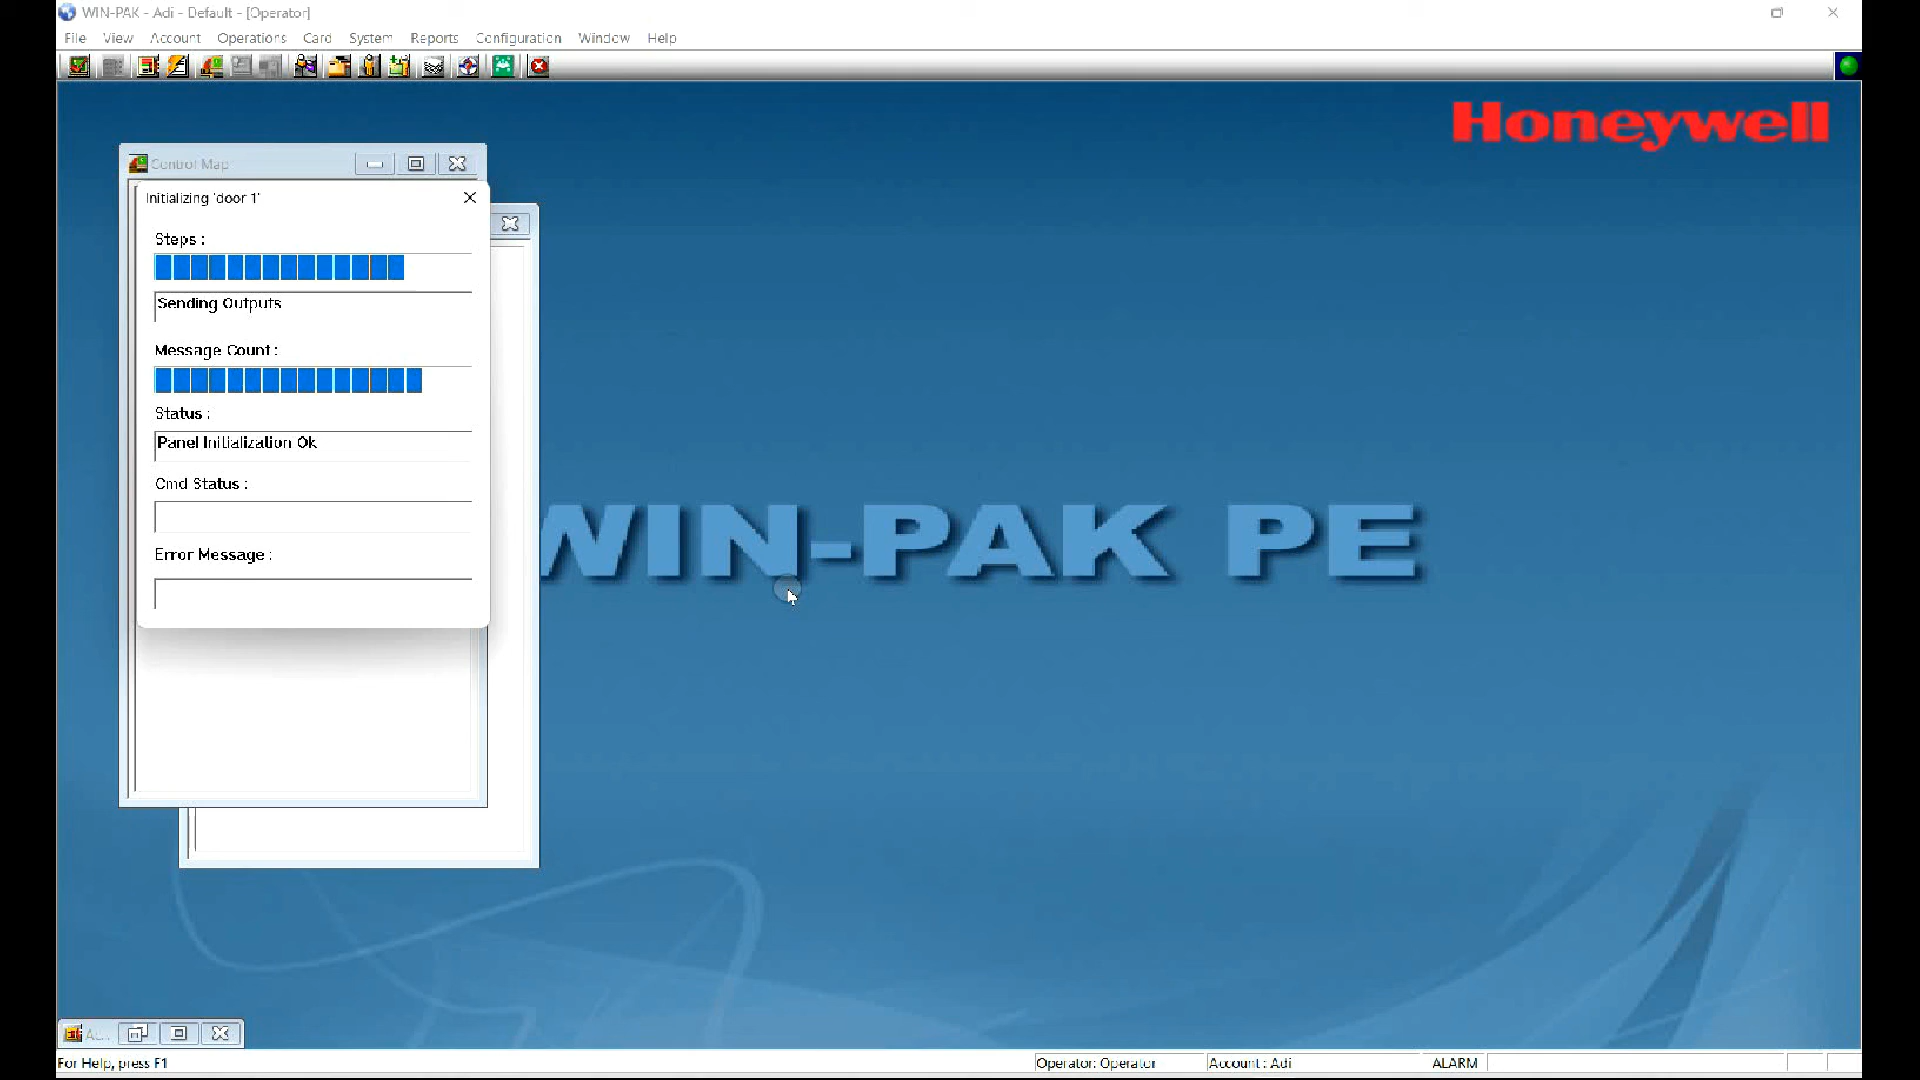 WIN-PAK - Adi - Default - [Operator]
File View Account Operations Card System Reports Configuration Window Help
Honeywell
Control Map
Initializing 'door 1'
Steps :
Sending Outputs
Message Count :
Status :
Panel Initialization Ok
Cmd Status :
Error Message :
WIN-PAK PE
A...
For Help, press F1
Operator: Operator
Account : Adi
ALARM